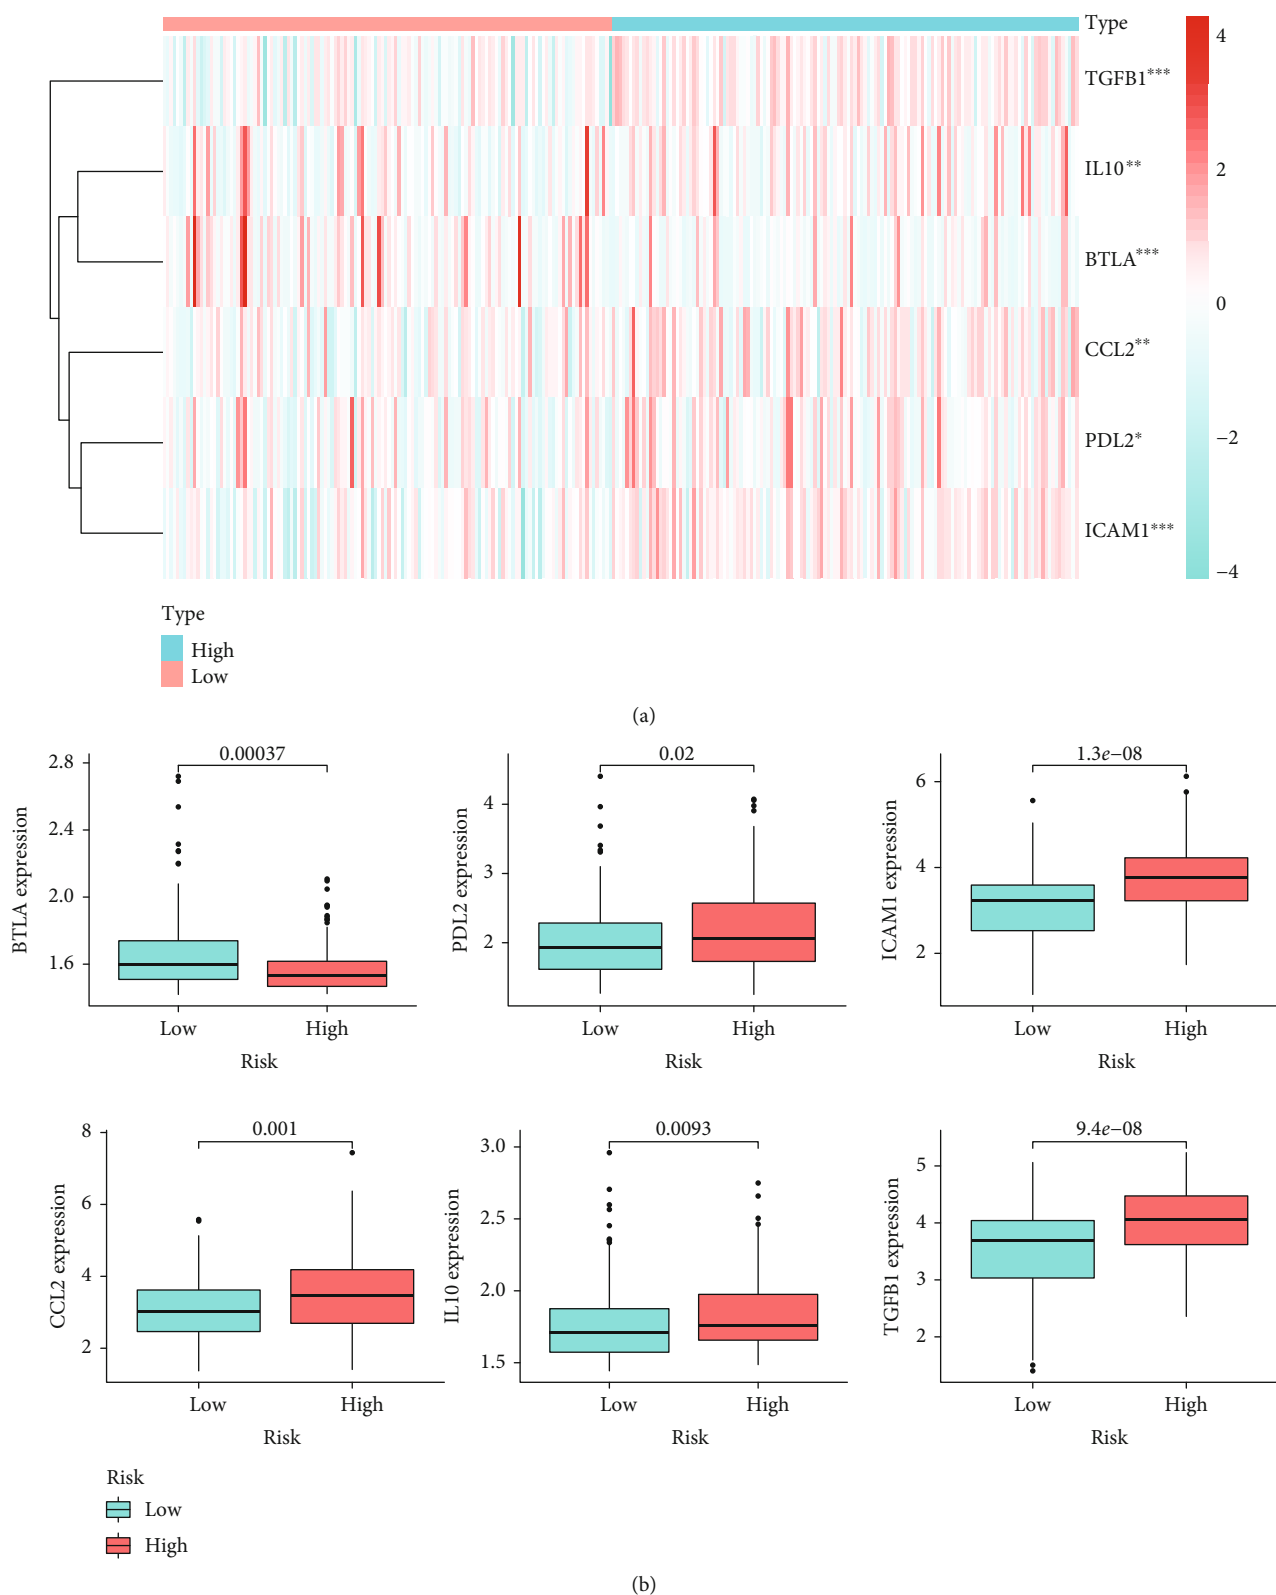 Type
TGFB1***
IL10**
BTLA***
CCL2**
PDL2*
ICAM1***
4
2
0
−2
−4
Type
High
Low
(a)
0.00037
2.8
2.4
2.0
1.6
BTLA expression
Low High
Risk
0.02
4
3
2
PDL2 expression
Low High
Risk
1.3e−08
6
4
2
ICAM1 expression
Low High
Risk
0.001
8
6
4
2
CCL2 expression
Low High
Risk
0.0093
3.0
2.5
2.0
1.5
IL10 expression
Low High
Risk
9.4e−08
5
4
3
2
TGFB1 expression
Low High
Risk
Risk
Low
High
(b)